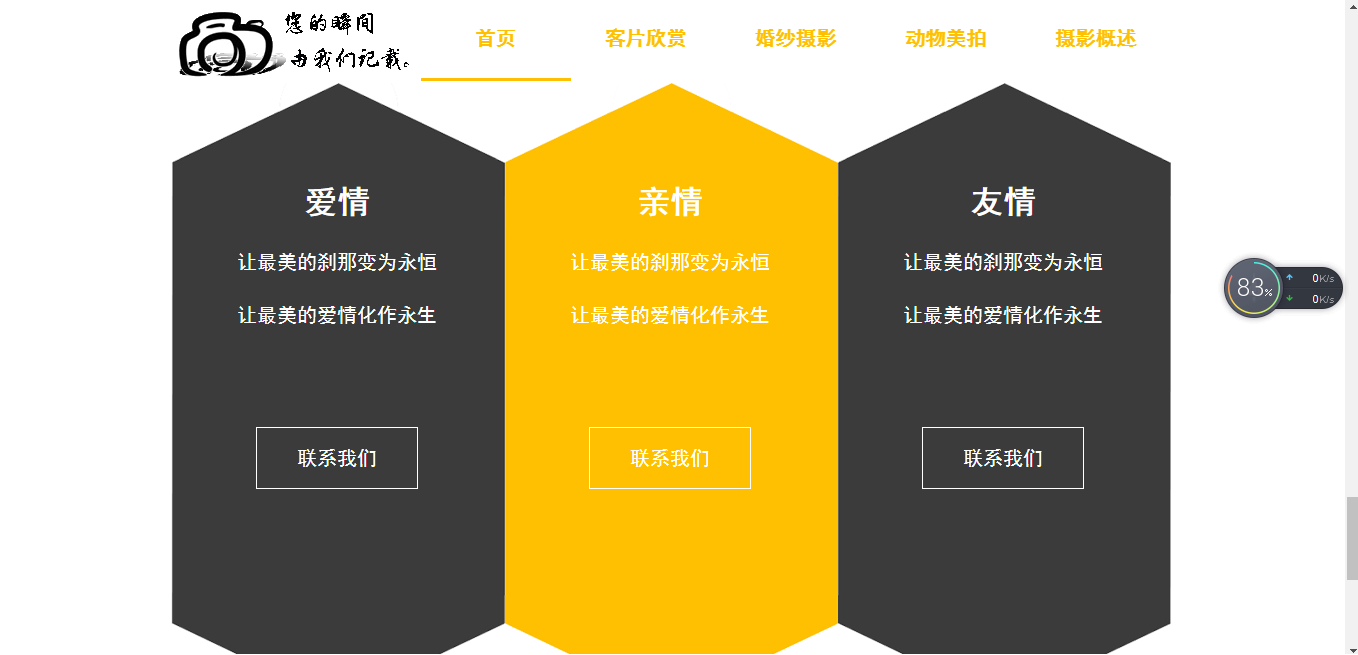 您的瞬间
由我们记载。
首页 客片欣赏 婚纱摄影 动物美拍 摄影概述
爱情 亲情 友情
让最美的刹那变为永恒 让最美的刹那变为永恒 让最美的刹那变为永恒
让最美的爱情化作永生 让最美的爱情化作永生 让最美的爱情化作永生
83% 0K/s
0K/s
联系我们 联系我们 联系我们